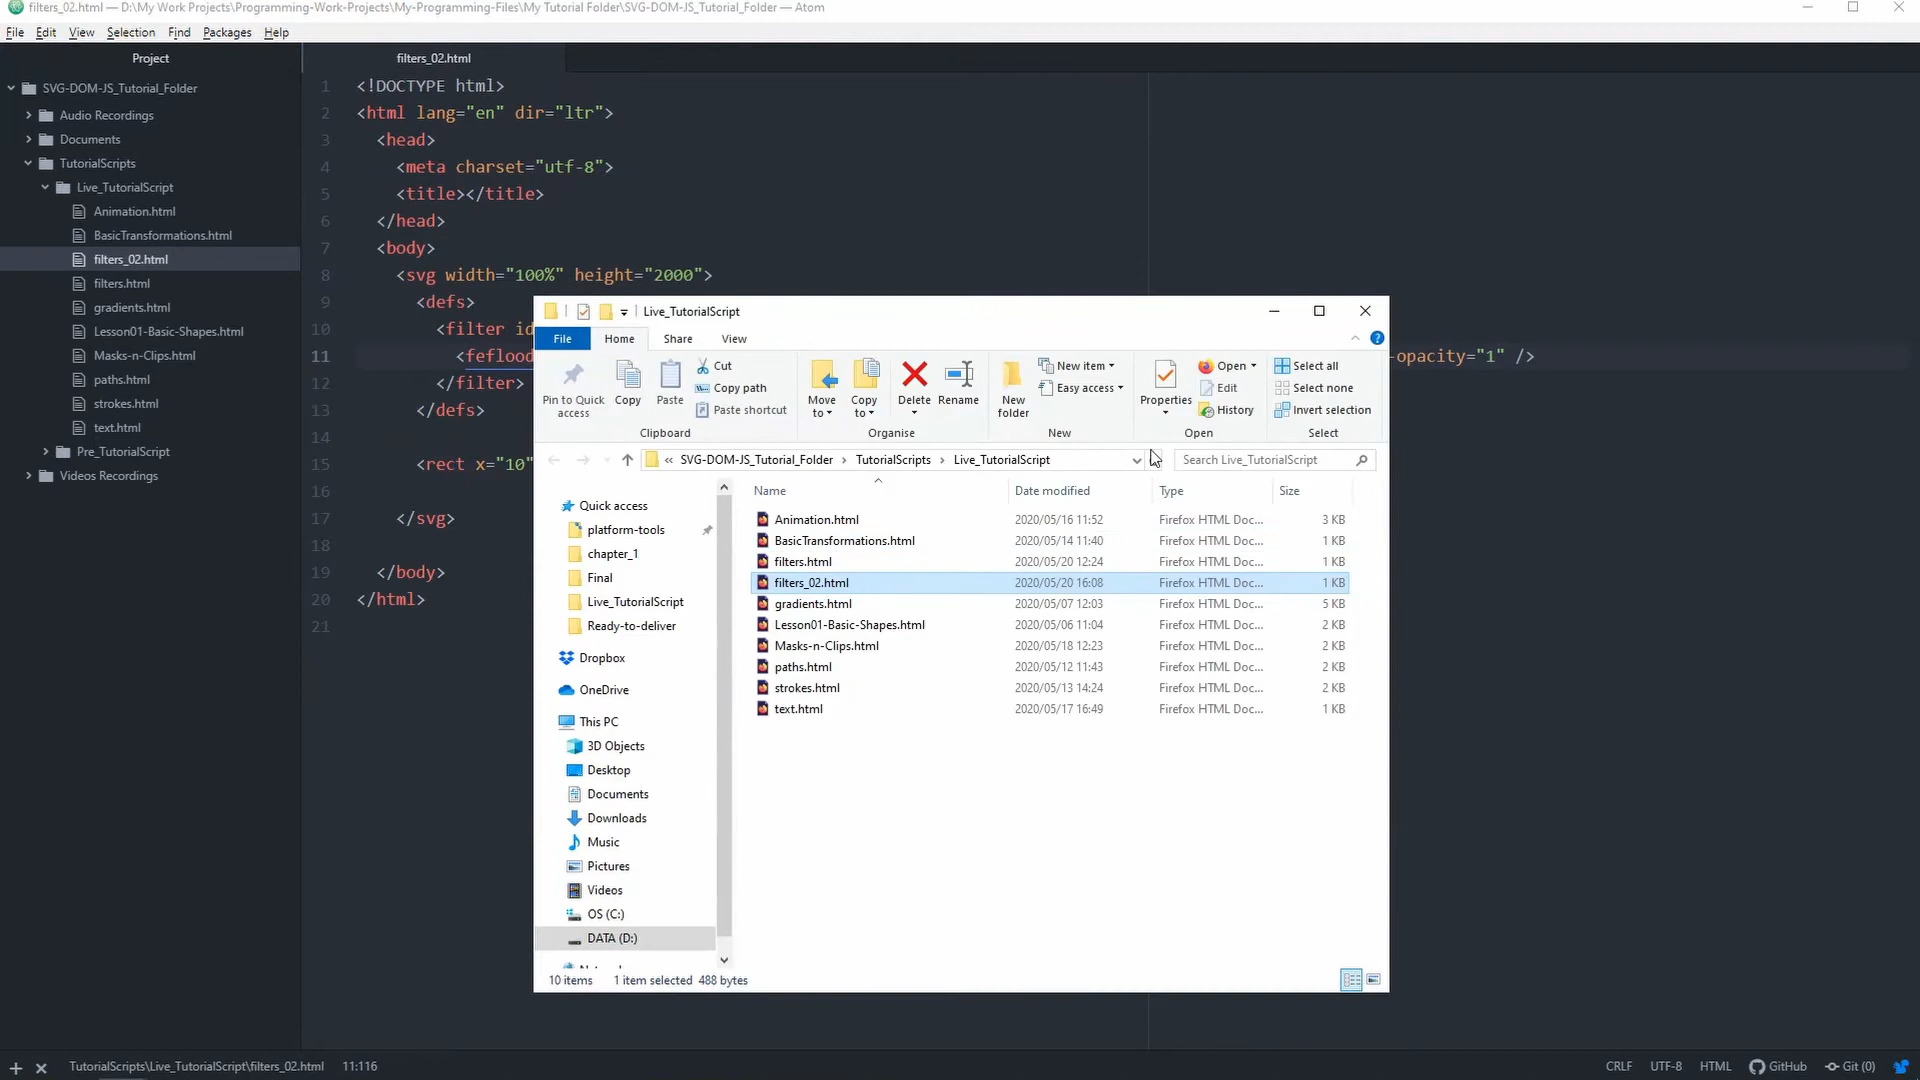 filters_02.html — D:\My Work Projects\Programming-Work-Projects\My-Programming-Files\My Tutorial Folder\SVG-DOM-JS_Tutorial_Folder — Atom
File Edit View Selection Find Packages Help
Project
SVG-DOM-JS_Tutorial_Folder
Audio Recordings
Documents
TutorialScripts
Live_TutorialScript
Animation.html
BasicTransformations.html
filters_02.html
filters.html
gradients.html
Lesson01-Basic-Shapes.html
Masks-n-Clips.html
paths.html
strokes.html
text.html
Pre_TutorialScript
Videos Recordings
filters_02.html
1 <!DOCTYPE html>
2 <html lang="en" dir="ltr">
3 <head>
4 <meta charset="utf-8">
5 <title></title>
6 </head>
7 <body>
8 <svg width="100%" height="2000">
9 <defs>
10 <filter id
11 <feflood -opacity="1" />
12 </filter>
13 </defs>
14
15 <rect x="10"
16
17 </svg>
18
19 </body>
20 </html>
21
Live_TutorialScript
File Home Share View
Pin to Quick access
Copy
Paste
Cut
Copy path
Paste shortcut
Clipboard
Move to
Copy to
Delete
Rename
Organise
New folder
New item
Easy access
New
Properties
Open
Edit
History
Open
Select all
Select none
Invert selection
Select
« SVG-DOM-JS_Tutorial_Folder > TutorialScripts > Live_TutorialScript
Search Live_TutorialScript
Quick access
platform-tools
chapter_1
Final
Live_TutorialScript
Ready-to-deliver
Dropbox
OneDrive
This PC
3D Objects
Desktop
Documents
Downloads
Music
Pictures
Videos
OS (C:)
DATA (D:)
Name Date modified Type Size
Animation.html 2020/05/16 11:52 Firefox HTML Doc... 3 KB
BasicTransformations.html 2020/05/14 11:40 Firefox HTML Doc... 1 KB
filters.html 2020/05/20 12:24 Firefox HTML Doc... 1 KB
filters_02.html 2020/05/20 16:08 Firefox HTML Doc... 1 KB
gradients.html 2020/05/07 12:03 Firefox HTML Doc... 5 KB
Lesson01-Basic-Shapes.html 2020/05/06 11:04 Firefox HTML Doc... 2 KB
Masks-n-Clips.html 2020/05/18 12:23 Firefox HTML Doc... 2 KB
paths.html 2020/05/12 11:43 Firefox HTML Doc... 2 KB
strokes.html 2020/05/13 14:24 Firefox HTML Doc... 2 KB
text.html 2020/05/17 16:49 Firefox HTML Doc... 1 KB
10 items 1 item selected 488 bytes
TutorialScripts\Live_TutorialScript\filters_02.html 11:116
CRLF UTF-8 HTML GitHub Git (0)